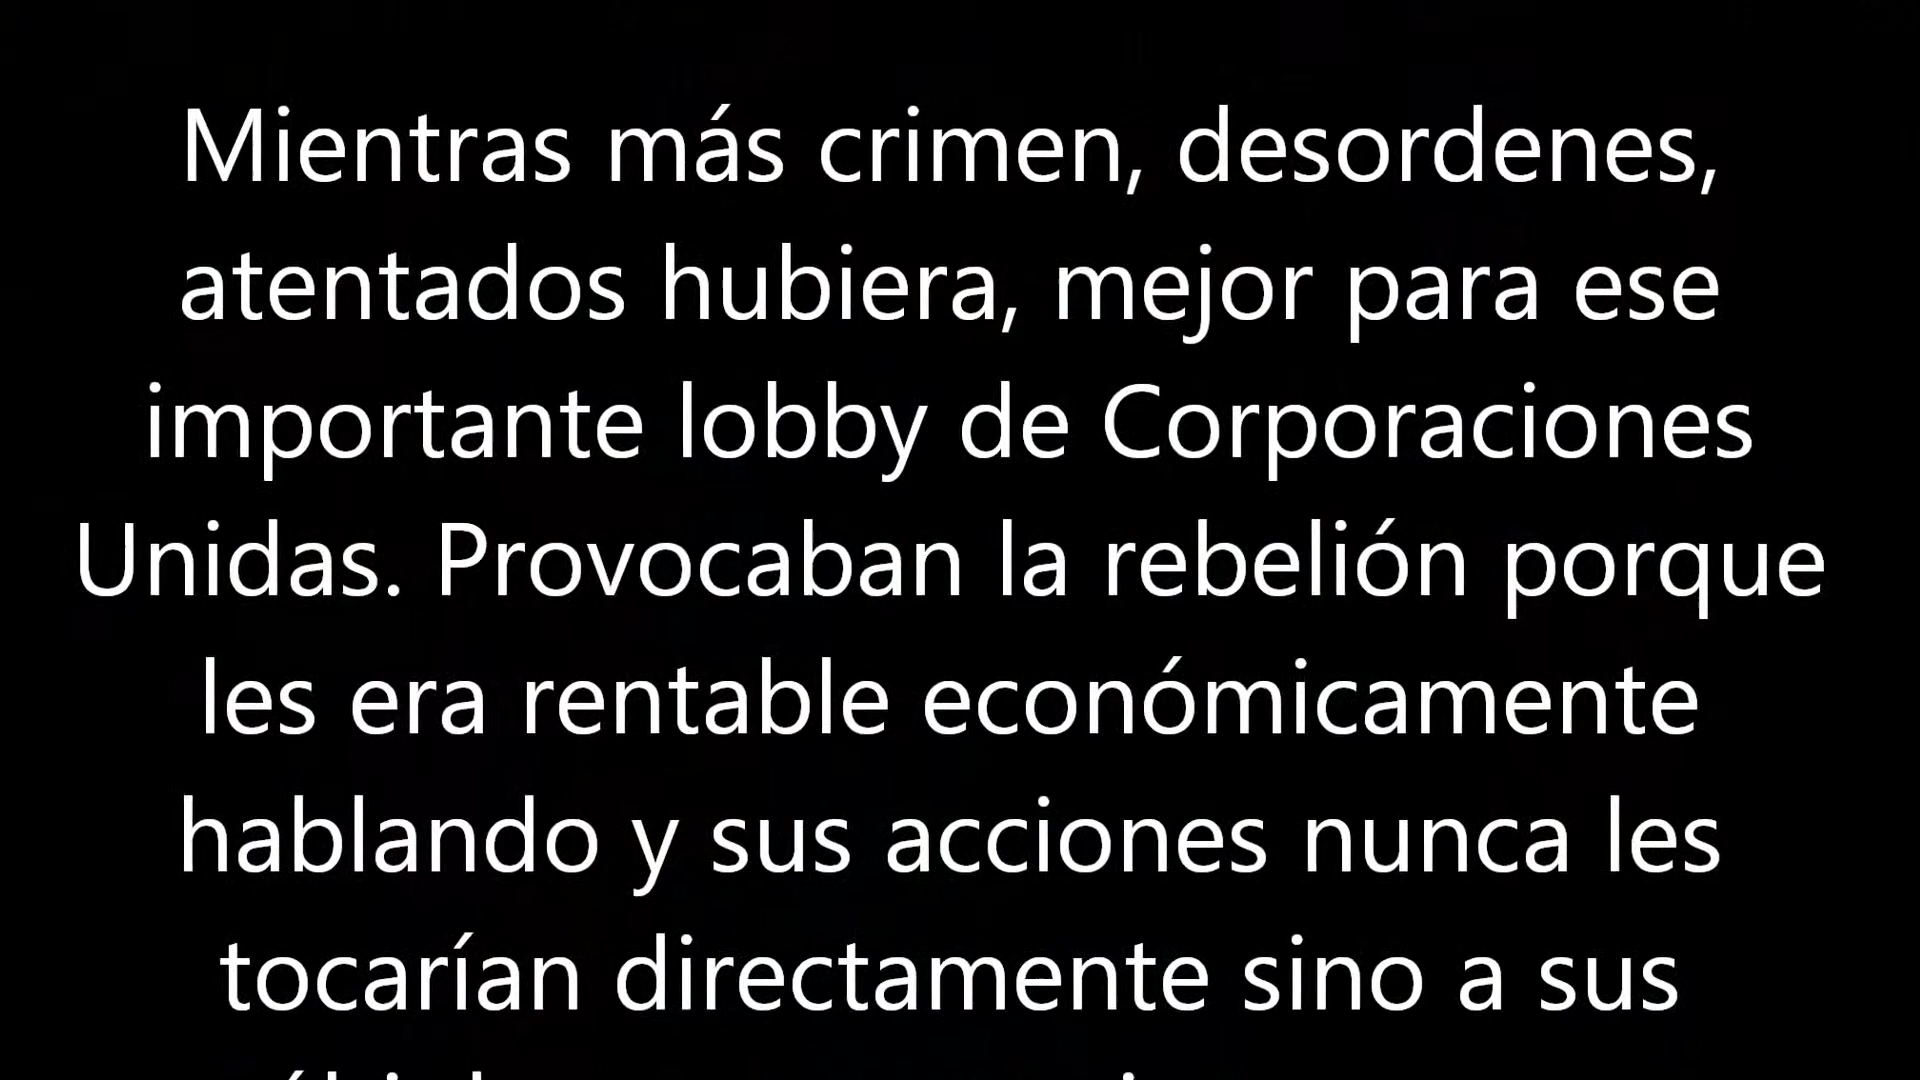 Mientras más crimen, desordenes,
atentados hubiera, mejor para ese
importante lobby de Corporaciones
Unidas. Provocaban la rebelión porque
les era rentable económicamente
hablando y sus acciones nunca les
tocarían directamente sino a sus